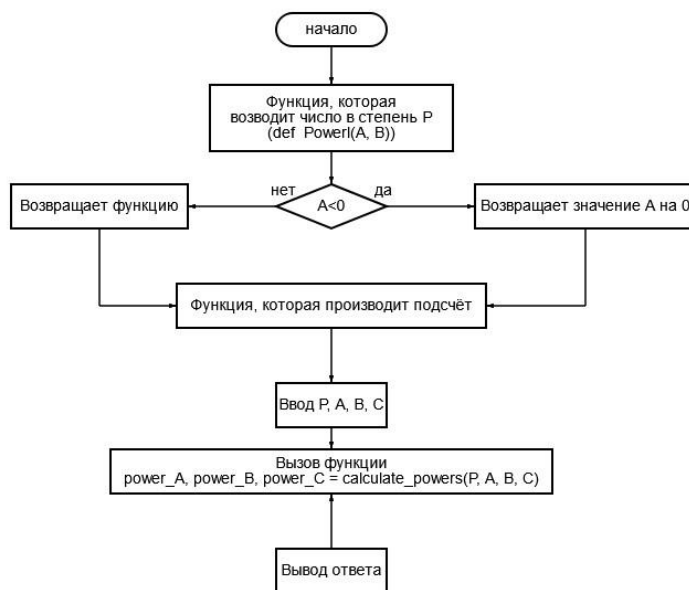 начало
Функция, которая
возводит число в степень P
(def Powerl(A, B))
нет
да
A<0
Возвращает функцию
Возвращает значение A на 0
Функция, которая производит подсчёт
Ввод P, A, B, C
Вызов функции
power_A, power_B, power_C = calculate_powers(P, A, B, C)
Вывод ответа